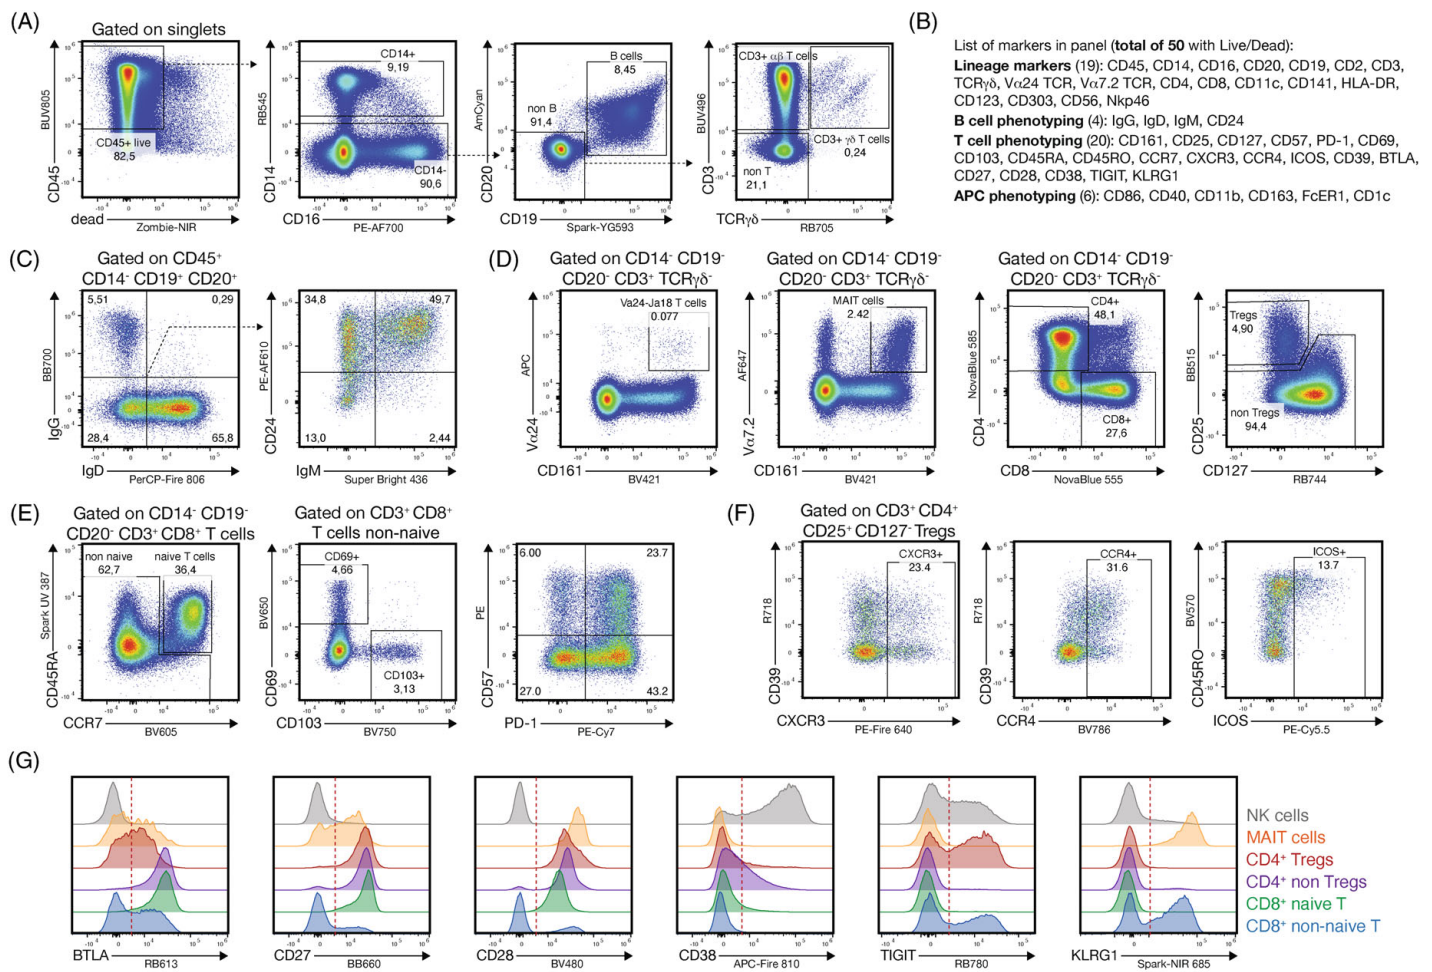 (A)
Gated on singlets
CD45+ live
82,5
BUV805
CD45
dead
Zombie-NIR
CD14+
9,19
CD14-
90,6
RB545
CD14
CD16
PE-AF700
B cells
8,45
non B
91,4
AmCyan
CD20
CD19
Spark-YG593
CD3+ αβ T cells
CD3+ γδ T cells
0,24
non T
21,1
BUV496
CD3
TCRγδ
RB705
(B)
List of markers in panel (total of 50 with Live/Dead):
Lineage markers (19): CD45, CD14, CD16, CD20, CD19, CD2, CD3,
TCRγδ, Vα24 TCR, Vα7.2 TCR, CD4, CD8, CD11c, CD141, HLA-DR,
CD123, CD303, CD56, Nkp46
B cell phenotyping (4): IgG, IgD, IgM, CD24
T cell phenotyping (20): CD161, CD25, CD127, CD57, PD-1, CD69,
CD103, CD45RA, CD45RO, CCR7, CXCR3, CCR4, ICOS, CD39, BTLA,
CD27, CD28, CD38, TIGIT, KLRG1
APC phenotyping (6): CD86, CD40, CD11b, CD163, FcER1, CD1c
(C)
Gated on CD45+
CD14- CD19+ CD20+
5,51
0,29
28,4
65,8
BB700
IgG
IgD
PerCP-Fire 806
34,8
49,7
13,0
2,44
PE-AF610
CD24
IgM
Super Bright 436
(D)
Gated on CD14- CD19-
CD20- CD3+ TCRγδ-
Va24-Ja18 T cells
0.077
APC
Vα24
CD161
BV421
Gated on CD14- CD19-
CD20- CD3+ TCRγδ-
MAIT cells
2.42
AF647
Vα7.2
CD161
BV421
Gated on CD14- CD19-
CD20- CD3+ TCRγδ-
CD4+
48,1
CD8+
27,6
NovaBlue 585
CD4
CD8
NovaBlue 555
Tregs
4,90
non Tregs
94,4
BB515
CD25
CD127
RB744
(E)
Gated on CD14- CD19-
CD20- CD3+ CD8+ T cells
non naive
62,7
naive T cells
36,4
Spark UV 387
CD45RA
CCR7
BV605
Gated on CD3+ CD8+
T cells non-naive
CD69+
4,66
CD103+
3,13
BV650
CD69
CD103
BV750
6.00
23.7
27.0
43.2
PE
CD57
PD-1
PE-Cy7
(F)
Gated on CD3+ CD4+
CD25+ CD127- Tregs
CXCR3+
23.4
R718
CD39
CXCR3
PE-Fire 640
CCR4+
31.6
R718
CD39
CCR4
BV786
ICOS+
13.7
BV570
CD45RO
ICOS
PE-Cy5.5
(G)
BTLA
RB613
CD27
BB660
CD28
BV480
CD38
APC-Fire 810
TIGIT
RB780
KLRG1
Spark-NIR 685
NK cells
MAIT cells
CD4+ Tregs
CD4+ non Tregs
CD8+ naive T
CD8+ non-naive T